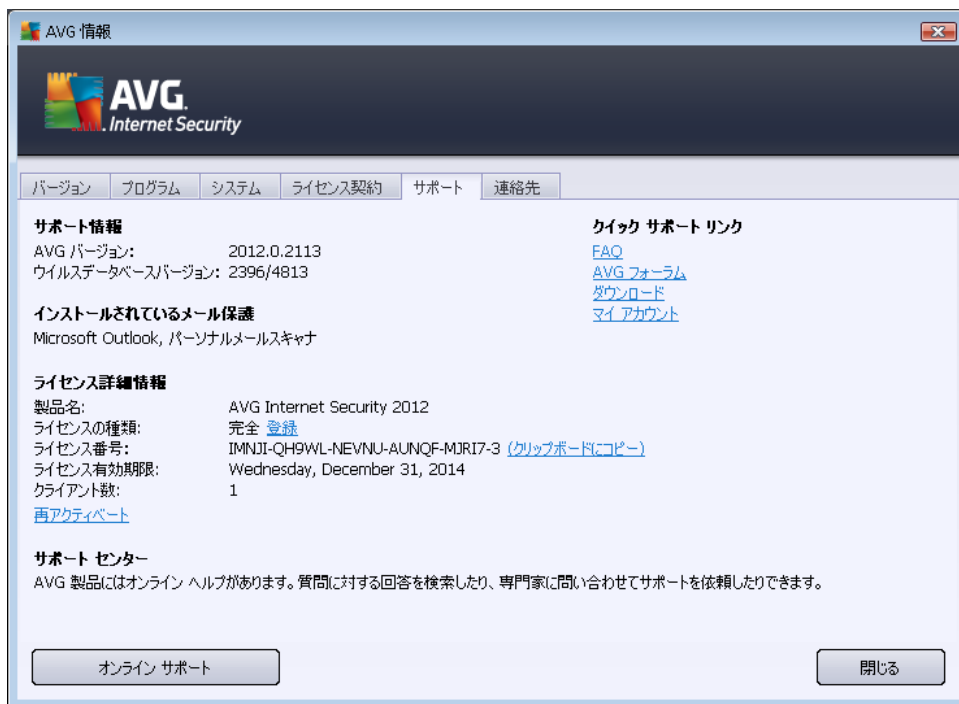 AVG 情報
AVG.
Internet Security
バージョン プログラム システム ライセンス契約 サポート 連絡先
サポート情報
AVG バージョン: 2012.0.2113
ウイルスデータベースバージョン: 2396/4813
インストールされているメール保護
Microsoft Outlook, パーソナルメールスキャナ
ライセンス詳細情報
製品名: AVG Internet Security 2012
ライセンスの種類: 完全 登録
ライセンス番号: IMNJI-QH9WL-NEVNU-AUNQF-MJRI7-3 (クリップボードにコピー)
ライセンス有効期限: Wednesday, December 31, 2014
クライアント数: 1
再アクティベート
サポート センター
AVG 製品にはオンライン ヘルプがあります。質問に対する回答を検索したり、専門家に問い合わせてサポートを依頼したりできます。
クイック サポート リンク
FAQ
AVG フォーラム
ダウンロード
マイ アカウント
オンライン サポート
閉じる